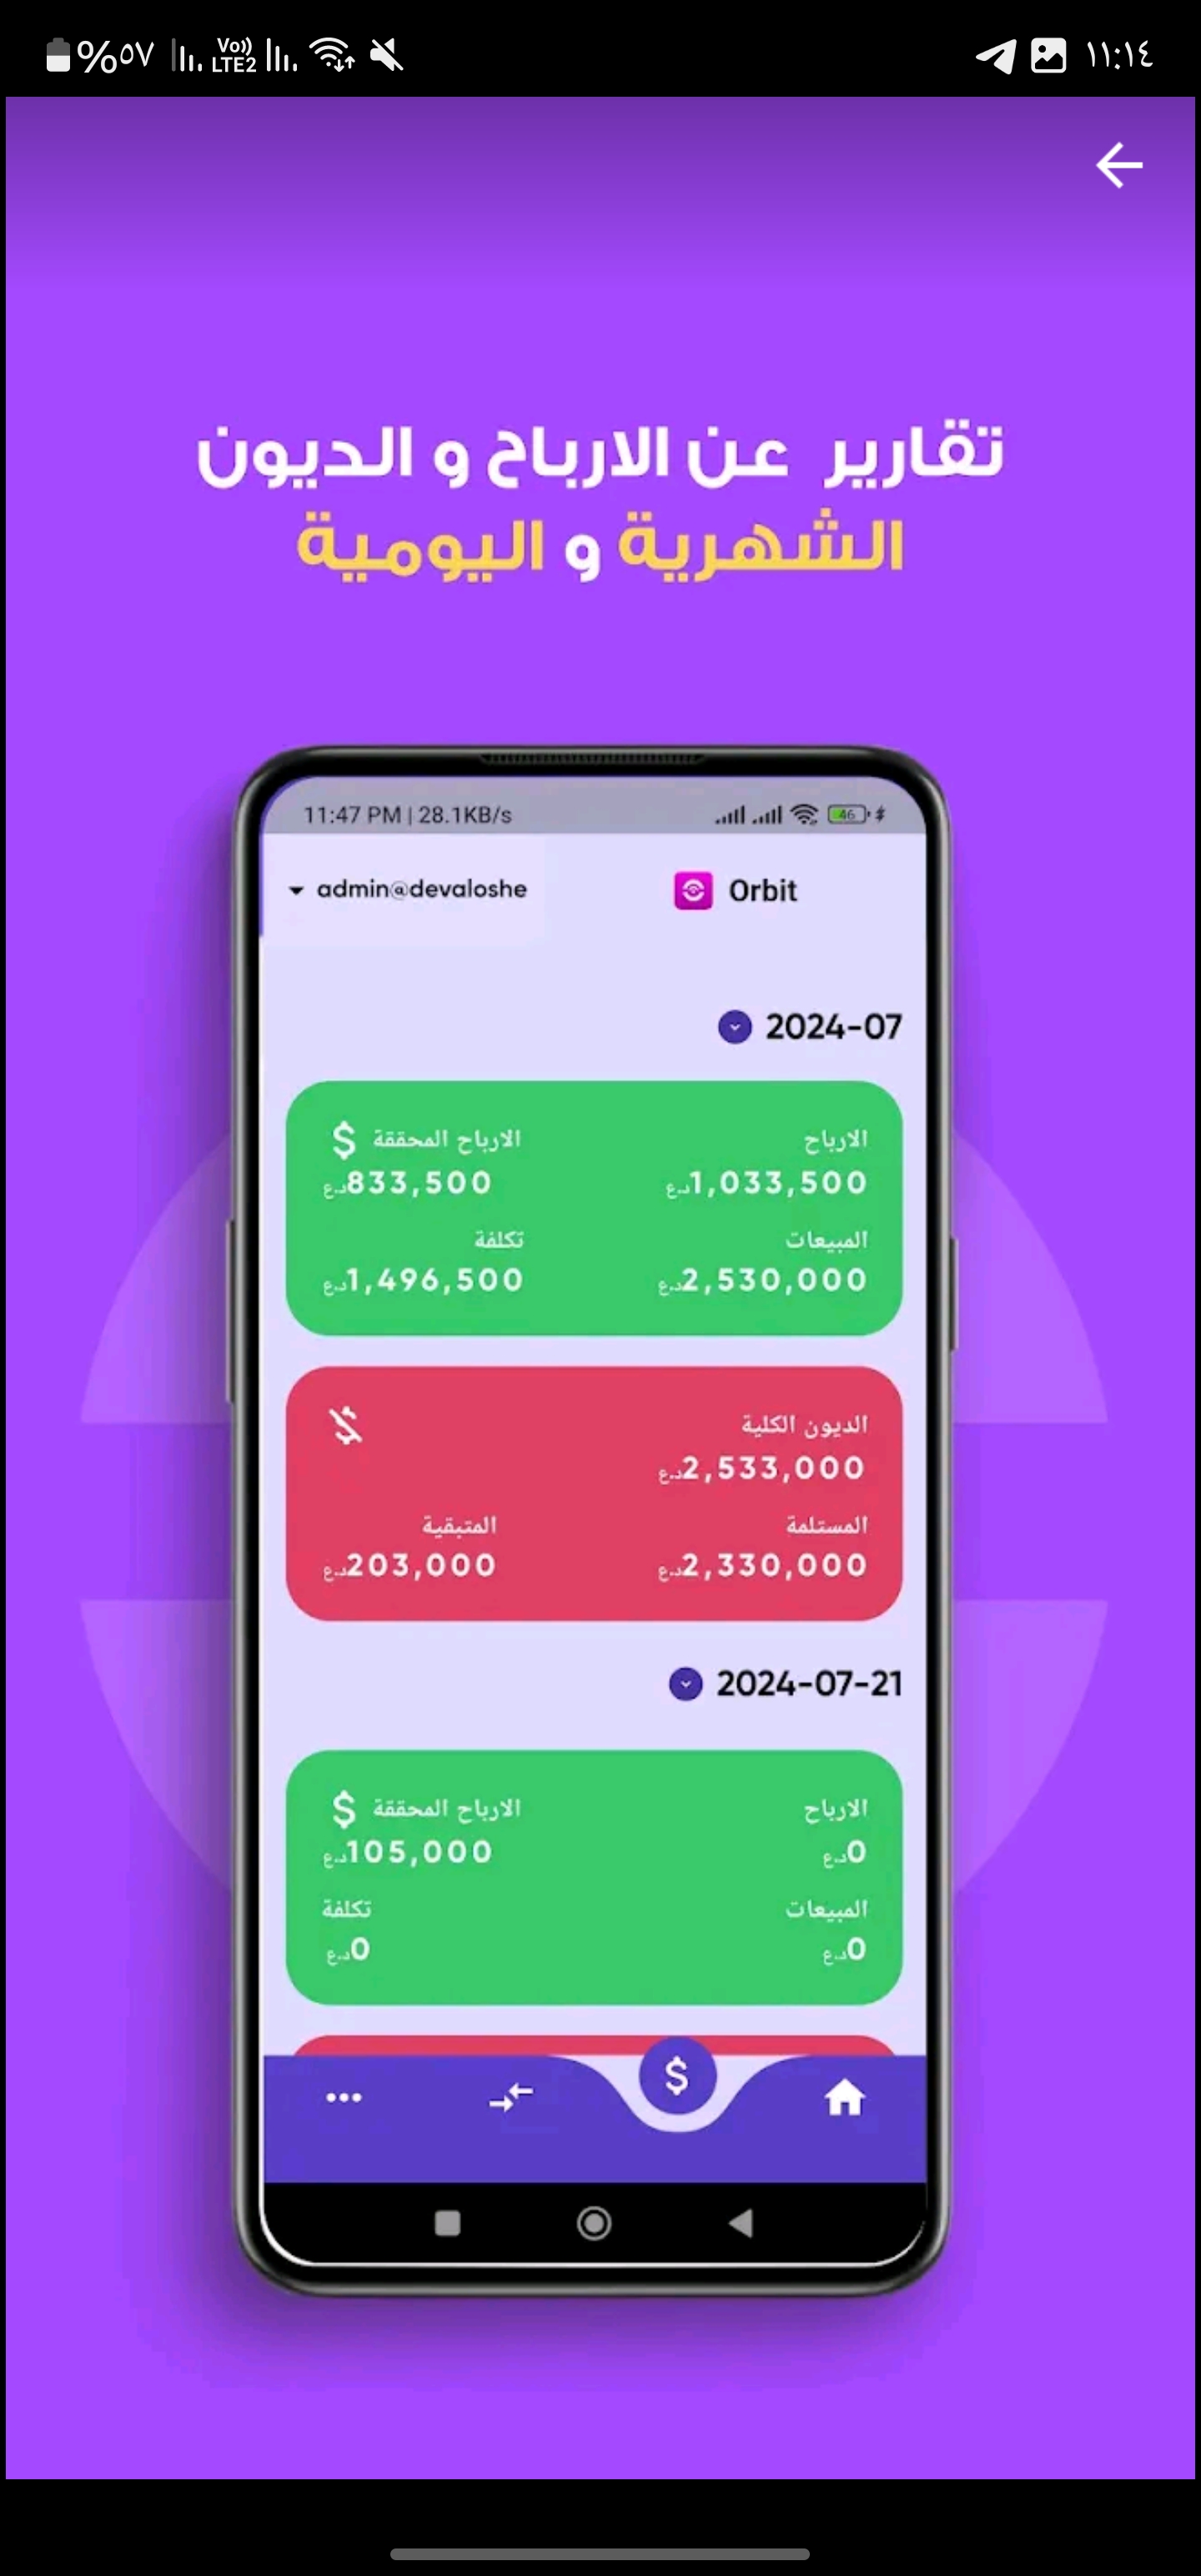 ١١:١٤
%٥٧
Vo)) LTE2
تقارير عن الارباح و الديون
الشهرية و اليومية
11:47 PM | 28.1KB/s
46
Orbit
admin@devaloshe
2024-07
الارباح
الارباح المحققة
1,033,500د.ع
833,500د.ع
المبيعات
تكلفة
2,530,000د.ع
1,496,500د.ع
الديون الكلية
2,533,000د.ع
المستلمة
المتبقية
2,330,000د.ع
203,000د.ع
2024-07-21
الارباح
الارباح المحققة
0د.ع
105,000د.ع
المبيعات
تكلفة
0د.ع
0د.ع